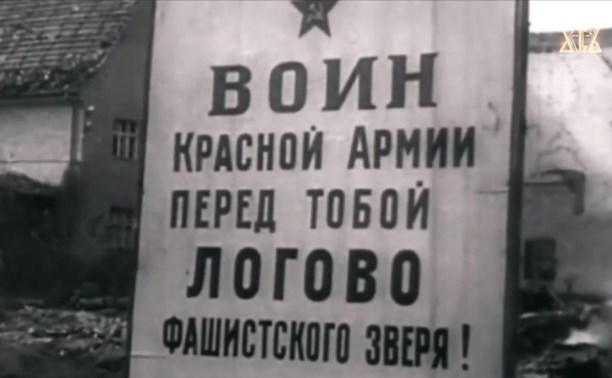 ВОИН
КРАСНОЙ АРМИИ
ПЕРЕД ТОБОЙ
ЛОГОВО
ФАШИСТСКОГО ЗВЕРЯ!